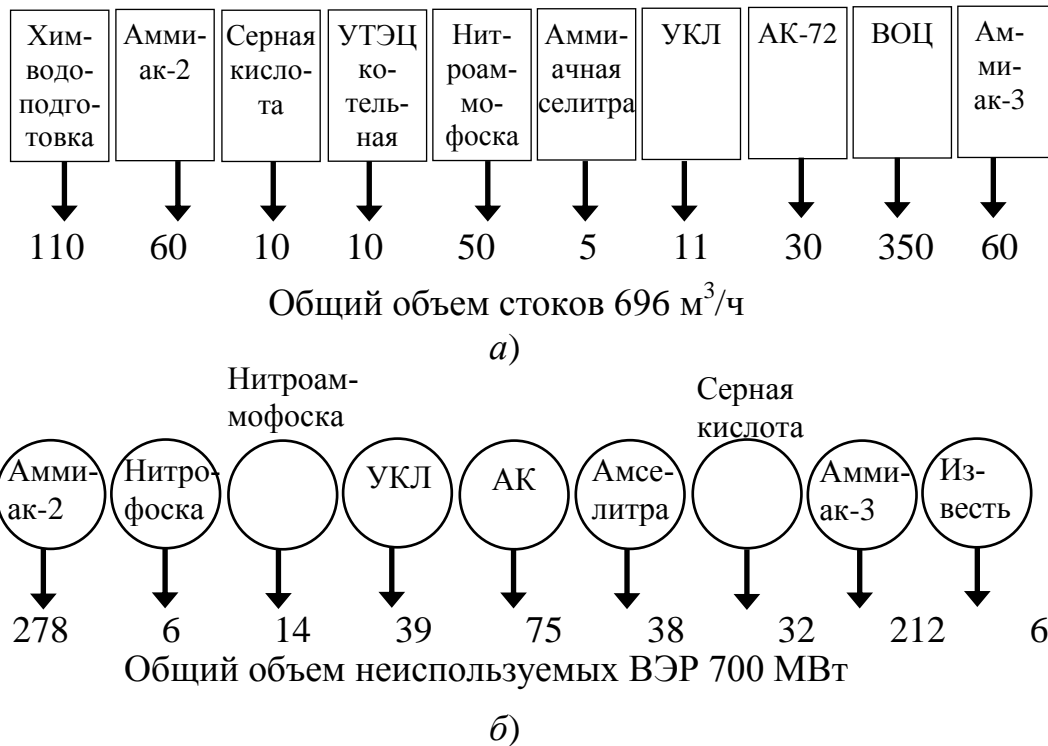 Хим-
водо-
подго-
товка
Амми-
ак-2
Серная
кисло-
та
УТЭЦ
ко-
тель-
ная
Нит-
роам-
мо-
фоска
Амми-
ачная
селитра
УКЛ
АК-72
ВОЦ
Ам-
ми-
ак-3
110 60 10 10 50 5 11 30 350 60
Общий объем стоков 696 м³/ч
а)
Нитроам-
мофоска
Серная
кислота
Амми-
ак-2
Нитро-
фоска
УКЛ
АК
Амсе-
литра
Амми-
ак-3
Из-
весть
278 6 14 39 75 38 32 212 6
Общий объем неиспользуемых ВЭР 700 МВт
б)